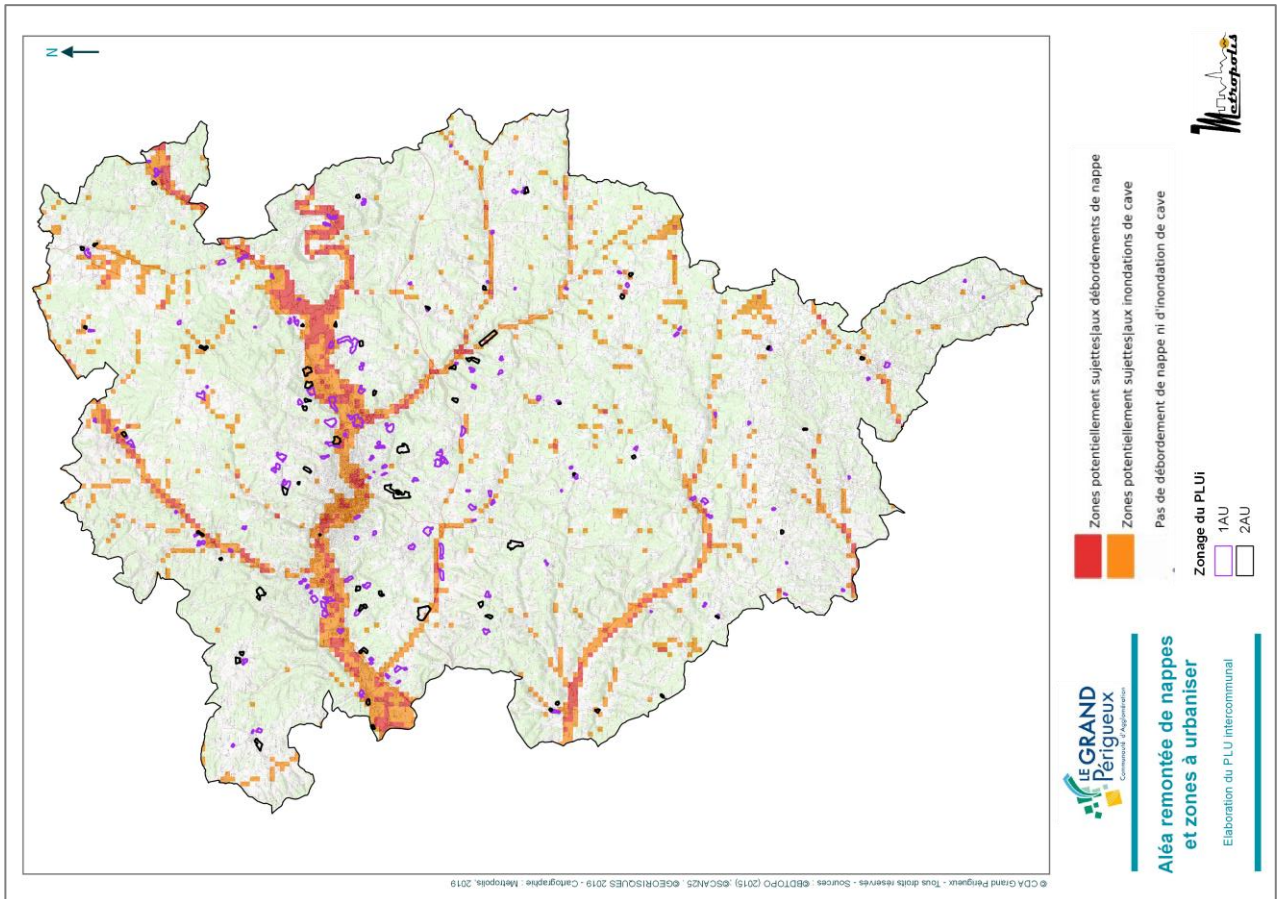 N
LE GRAND
Périgueux
Communauté d'Agglomération
Aléa remontée de nappes
et zones à urbaniser
Elaboration du PLU intercommunal
Zones potentiellement sujettes|aux débordements de nappe
Zones potentiellement sujettes|aux inondations de cave
Pas de débordement de nappe ni d'inondation de cave
Zonage du PLUi
1AU
2AU
Metropolis
© CDA Grand Périgueux - Tous droits réservés - Sources : ©BDTOPO (2015) ;©SCAN25 ; ©GEORISQUES 2019 - Cartographie : Metropolis, 2019